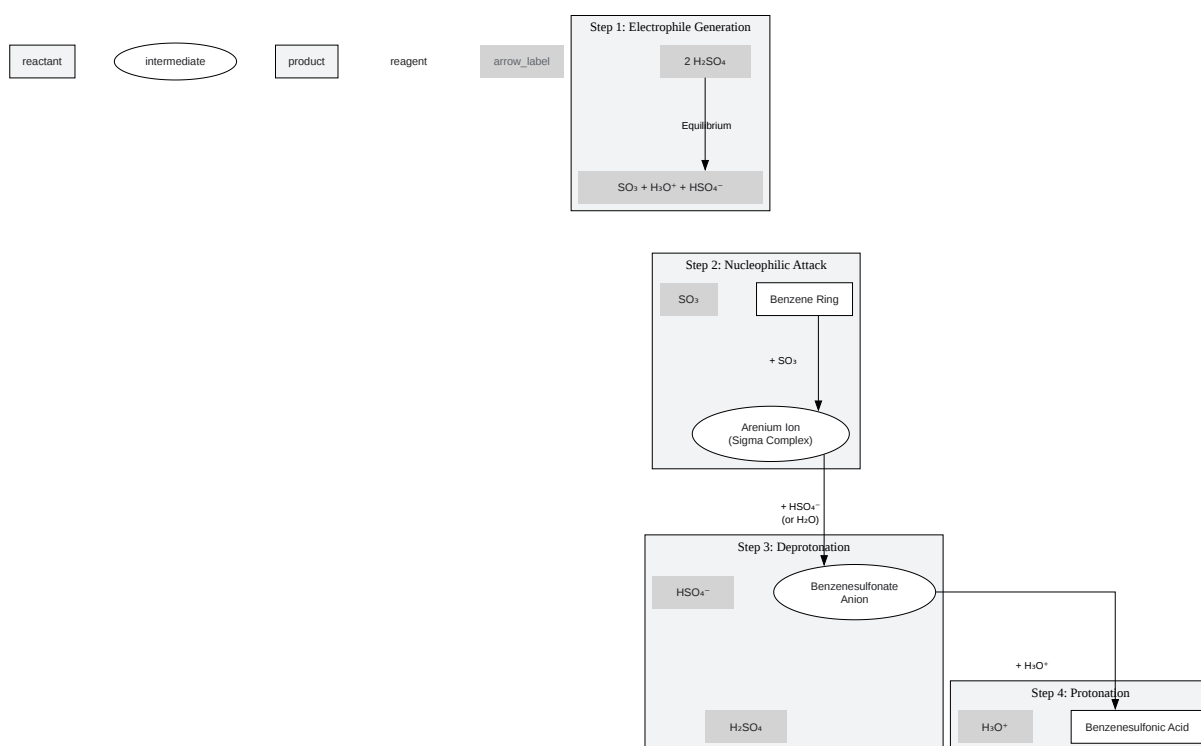 Step 1: Electrophile Generation
reactant
intermediate
product
reagent
arrow_label
2 H₂SO₄
Equilibrium
SO₃ + H₃O⁺ + HSO₄⁻
Step 2: Nucleophilic Attack
SO₃
Benzene Ring
+ SO₃
Arenium Ion
(Sigma Complex)
+ HSO₄⁻
(or H₂O)
Step 3: Deprotonation
HSO₄⁻
Benzenesulfonate
Anion
+ H₃O⁺
Step 4: Protonation
H₂SO₄
H₃O⁺
Benzenesulfonic Acid